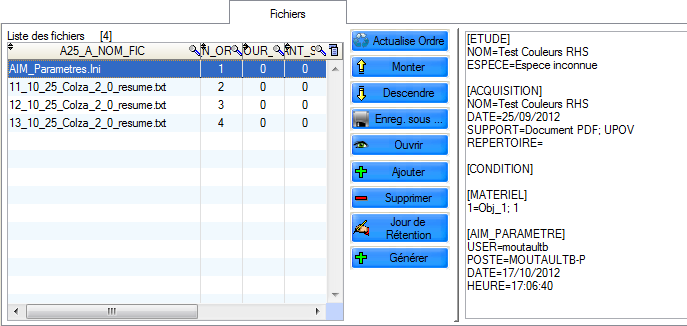 Fichiers
Liste des fichiers [4]
A25_A_NOM_FIC N_OR OUR_ ANT_S
AIM_Parametres.Ini 1 0 0
11_10_25_Colza_2_0_resume.txt 2 0 0
12_10_25_Colza_2_0_resume.txt 3 0 0
13_10_25_Colza_2_0_resume.txt 4 0 0
Actualise Ordre
Monter
Descendre
Enreg. sous ...
Ouvrir
Ajouter
Supprimer
Jour de
Rétention
Générer
[ETUDE]
NOM=Test Couleurs RHS
ESPECE=Espece inconnue
[ACQUISITION]
NOM=Test Couleurs RHS
DATE=25/09/2012
SUPPORT=Document PDF; UPOV
REPERTOIRE=
[CONDITION]
[MATERIEL]
1=Obj_1; 1
[AIM_PARAMETRE]
USER=moutaultb
POSTE=MOUTAULTB-P
DATE=17/10/2012
HEURE=17:06:40